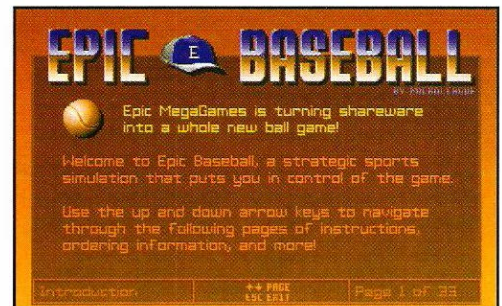 EPIC E BASEBALL
BY MICROLEAGUE
Epic MegaGames is turning shareware
into a whole new ball game!
Welcome to Epic Baseball, a strategic sports
simulation that puts you in control of the game.
Use the up and down arrow keys to navigate
through the following pages of instructions,
ordering information, and more!
Introduction
PAGE
ESC EXIT
Page 1 of 33